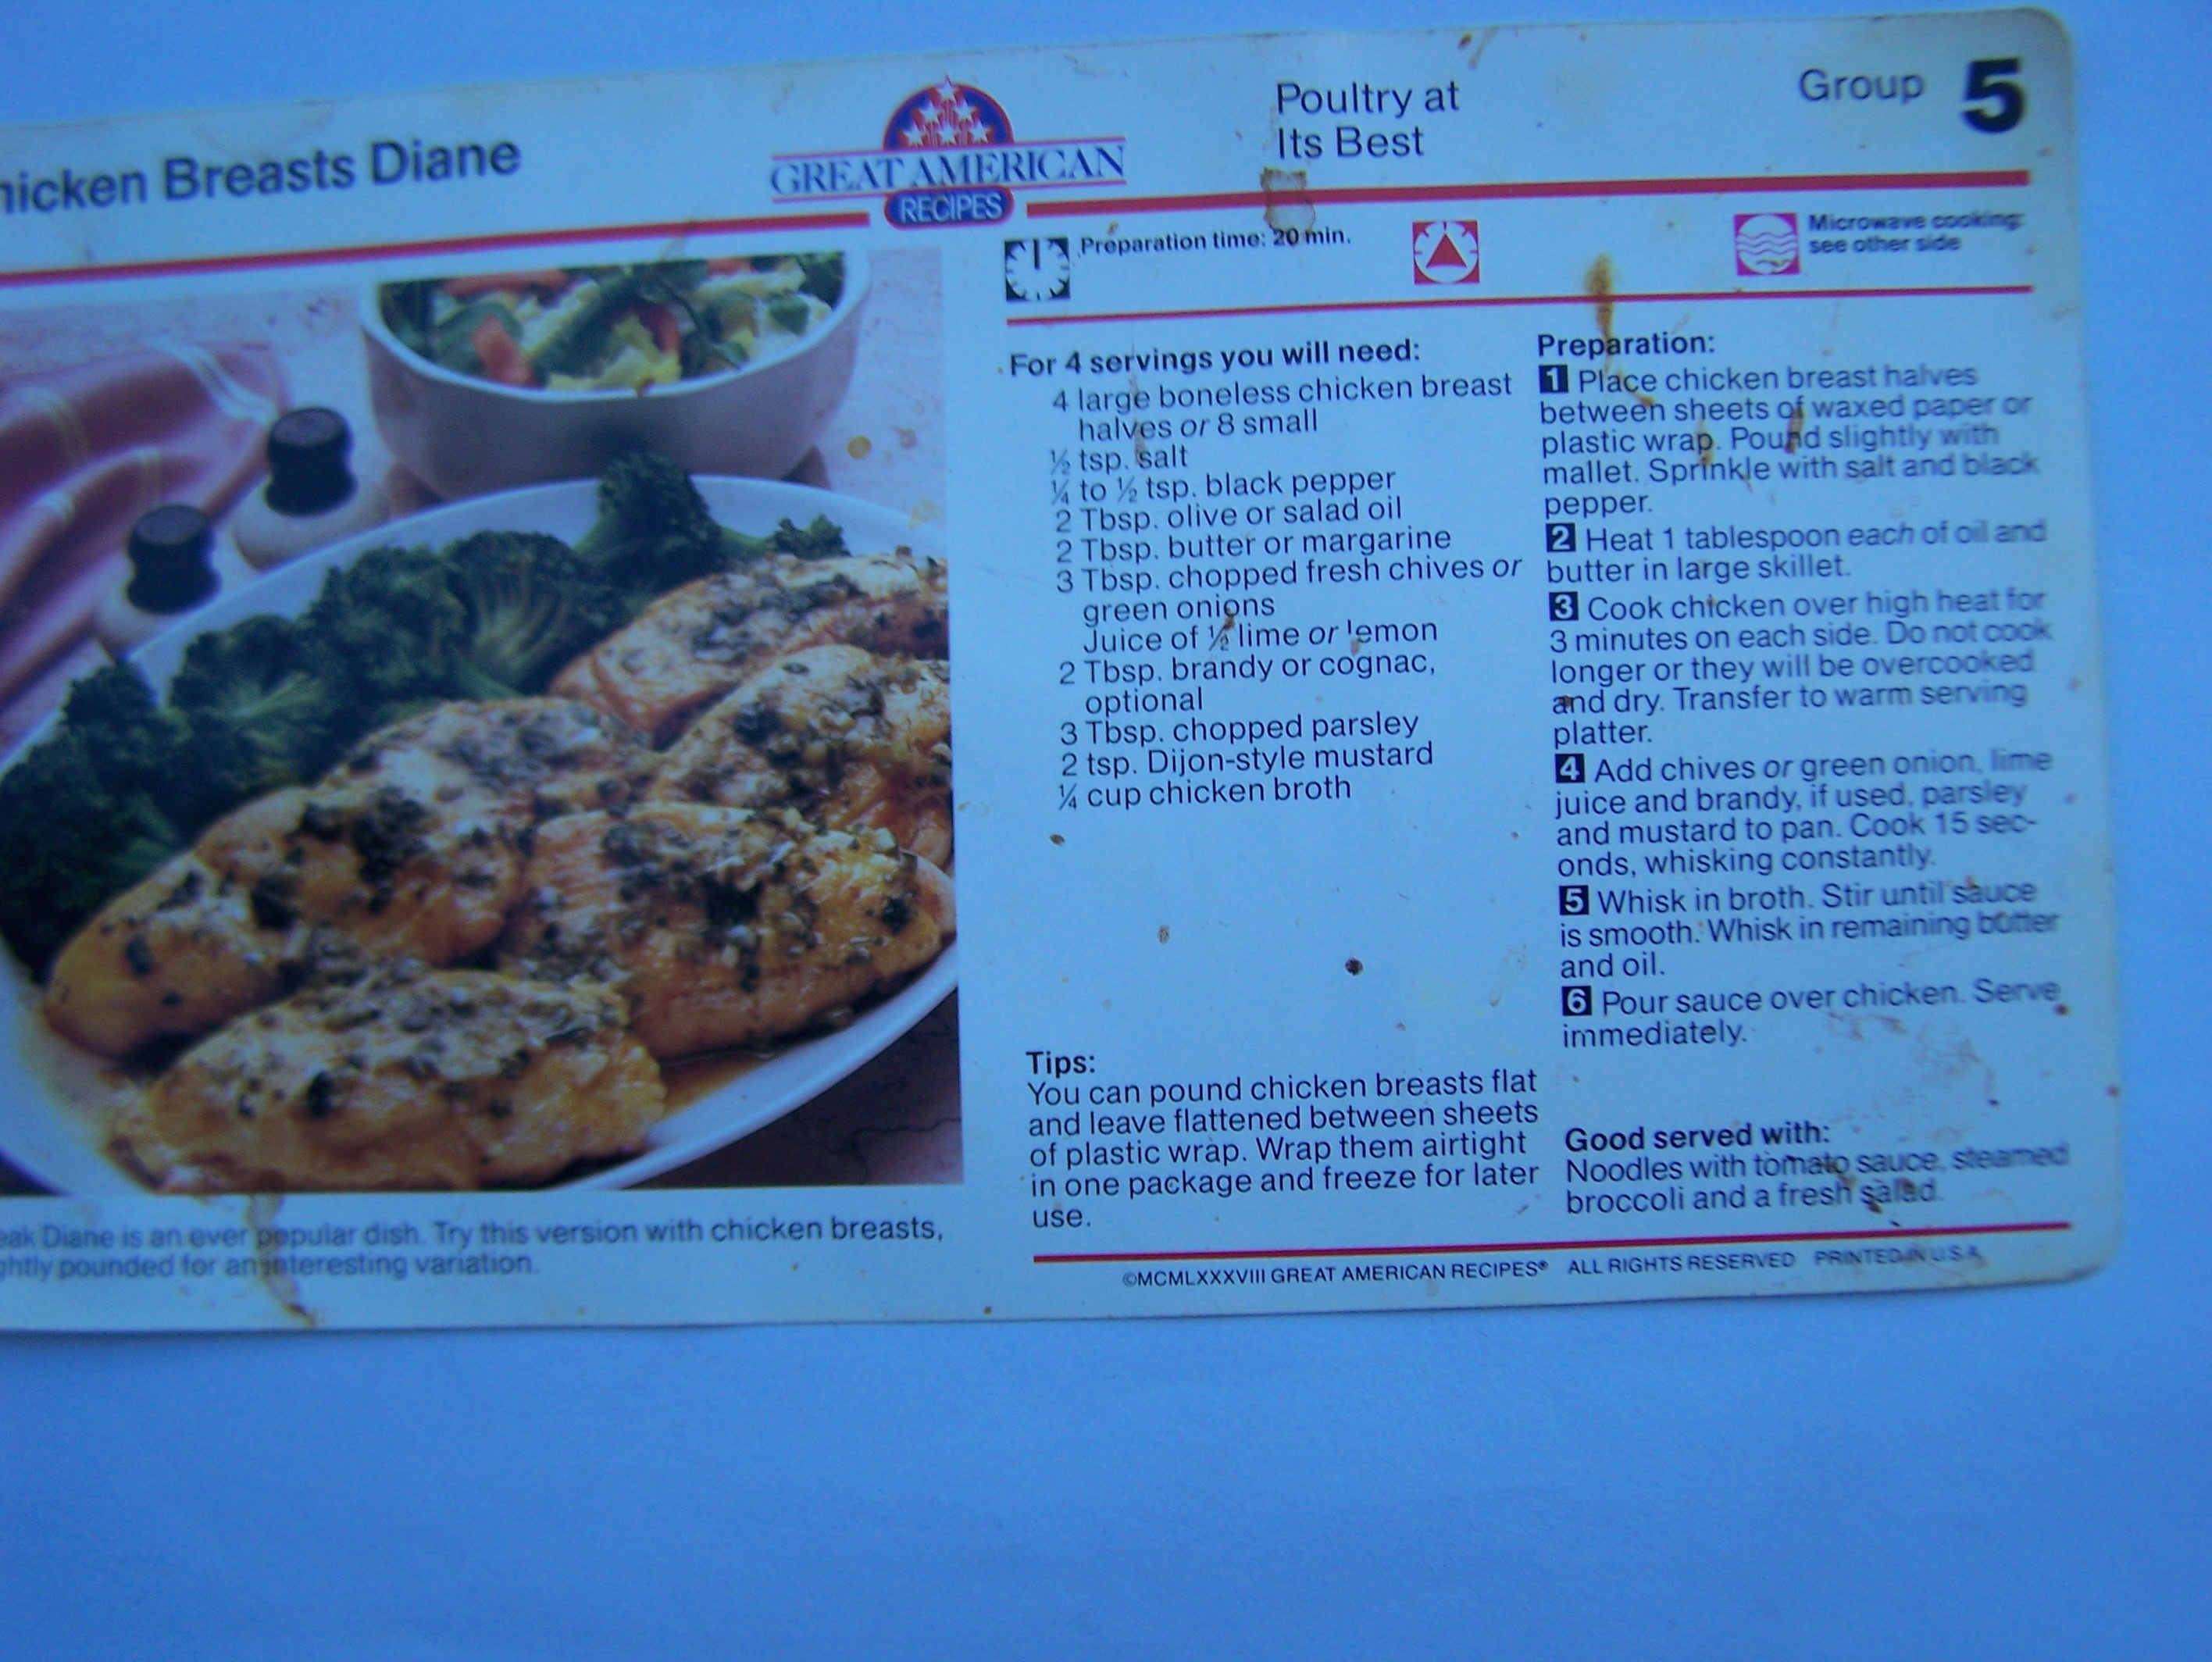 hicken Breasts Diane
GREAT AMERICAN
RECIPES
Poultry at
Its Best
Group 5
Preparation time: 20 min.
Microwave cooking:
see other side
For 4 servings you will need:
4 large boneless chicken breast
halves or 8 small
½ tsp. salt
¼ to ½ tsp. black pepper
2 Tbsp. olive or salad oil
2 Tbsp. butter or margarine
3 Tbsp. chopped fresh chives or
green onions
Juice of ½ lime or lemon
2 Tbsp. brandy or cognac,
optional
3 Tbsp. chopped parsley
2 tsp. Dijon-style mustard
¼ cup chicken broth
Tips:
You can pound chicken breasts flat
and leave flattened between sheets
of plastic wrap. Wrap them airtight
in one package and freeze for later
use.
Preparation:
1 Place chicken breast halves
between sheets of waxed paper or
plastic wrap. Pound slightly with
mallet. Sprinkle with salt and black
pepper.
2 Heat 1 tablespoon each of oil and
butter in large skillet.
3 Cook chicken over high heat for
3 minutes on each side. Do not cook
longer or they will be overcooked
and dry. Transfer to warm serving
platter.
4 Add chives or green onion, lime
juice and brandy, if used, parsley
and mustard to pan. Cook 15 sec-
onds, whisking constantly.
5 Whisk in broth. Stir until sauce
is smooth. Whisk in remaining butter
and oil.
6 Pour sauce over chicken. Serve
immediately.
Good served with:
Noodles with tomato sauce, steamed
broccoli and a fresh salad.
eak Diane is an ever popular dish. Try this version with chicken breasts,
ghtly pounded for an interesting variation.
©MCMLXXXVIII GREAT AMERICAN RECIPES® ALL RIGHTS RESERVED PRINTED IN U.S.A.